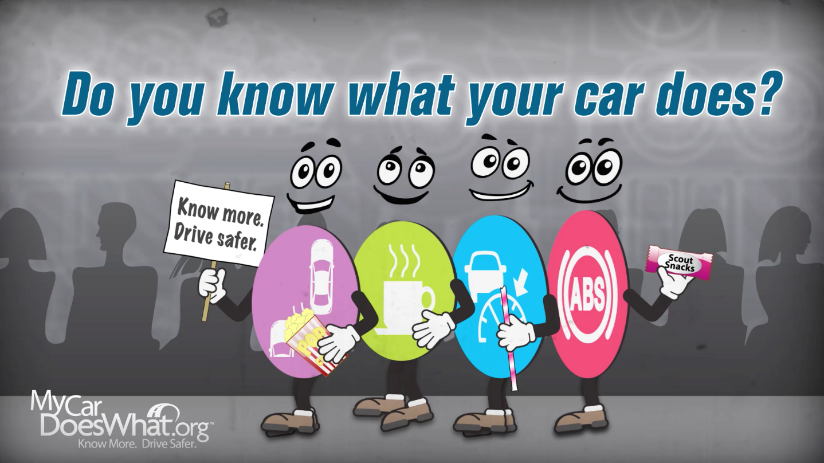 Do you know what your car does?
Know more.
Drive safer.
Scout
Snacks
ABS
MyCar
DoesWhat.org™
Know More. Drive Safer.